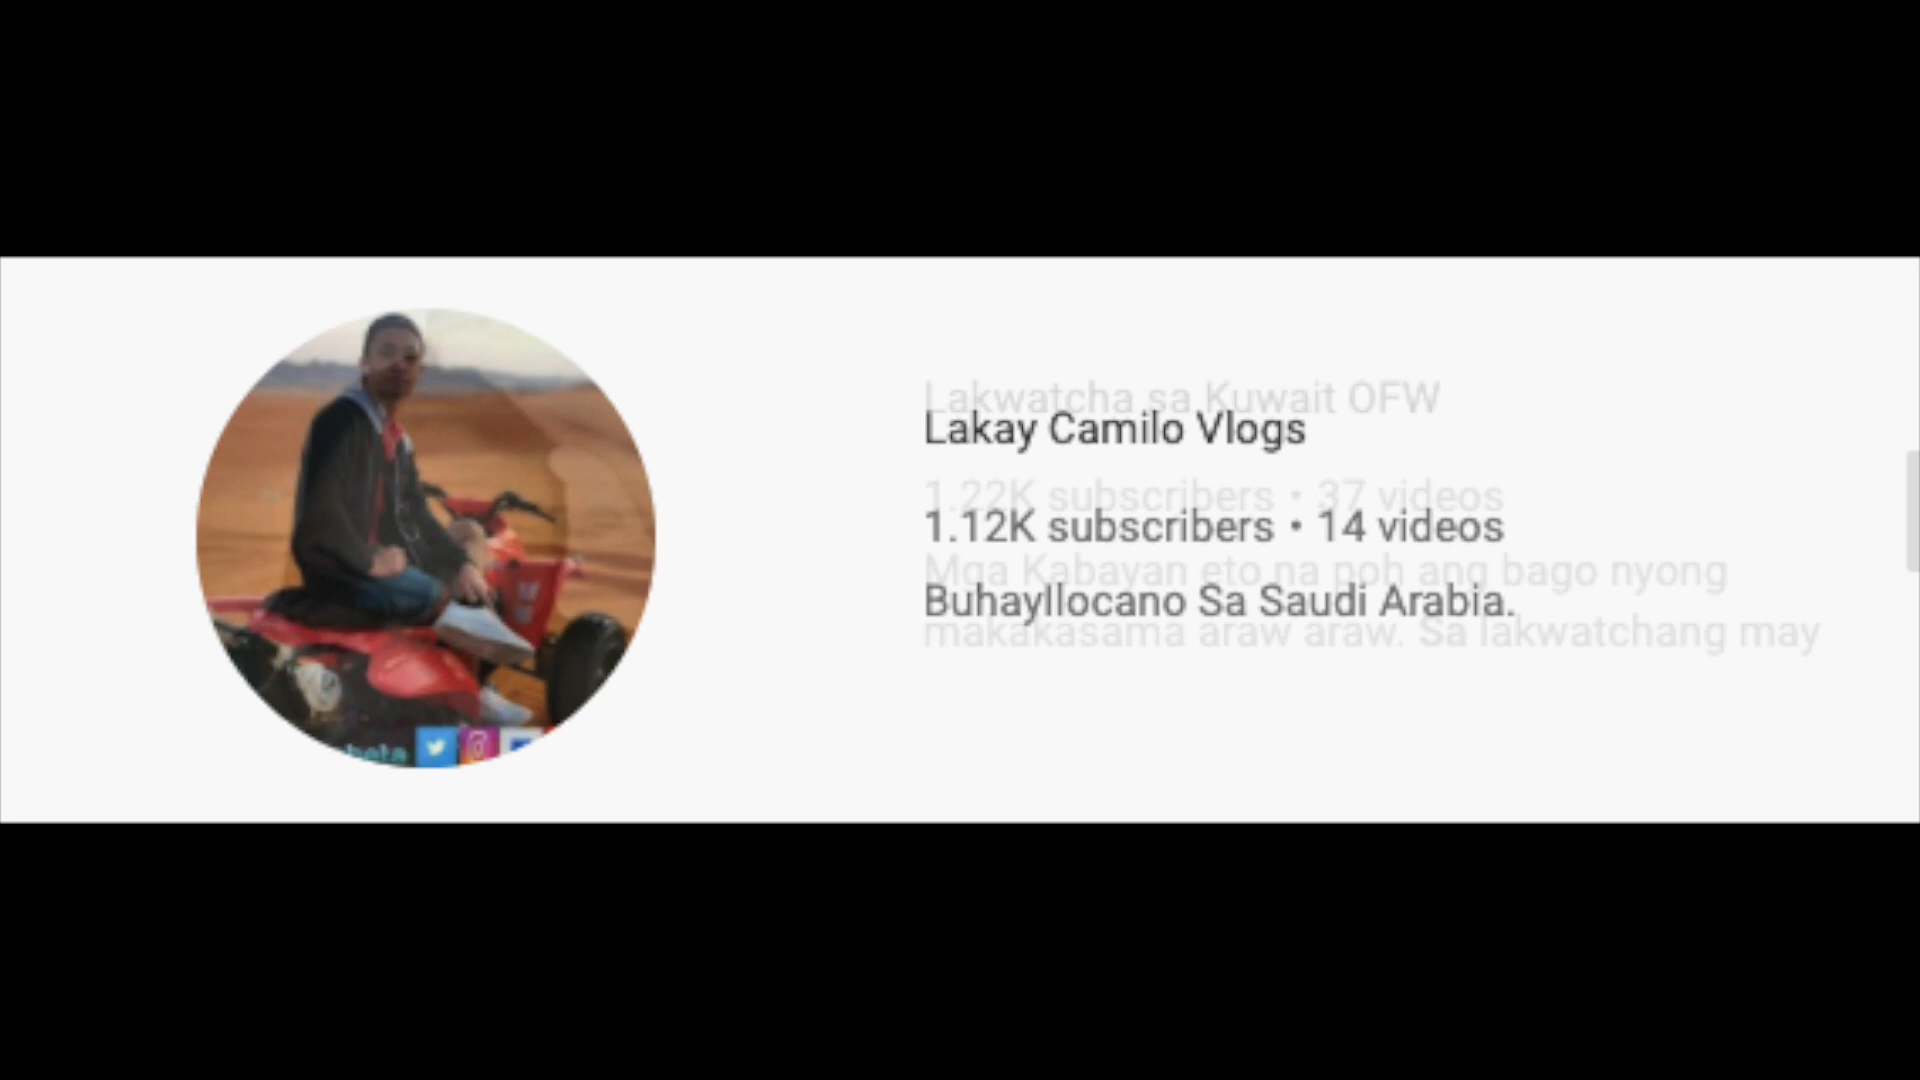 Lakwatcha sa Kuwait OFW
Lakay Camilo Vlogs
1.22K subscribers • 37 videos
1.12K subscribers • 14 videos
Mga Kabayan eto na poh ang bago nyong
BuhayIlocano Sa Saudi Arabia.
makakasama araw araw. Sa lakwatchang may